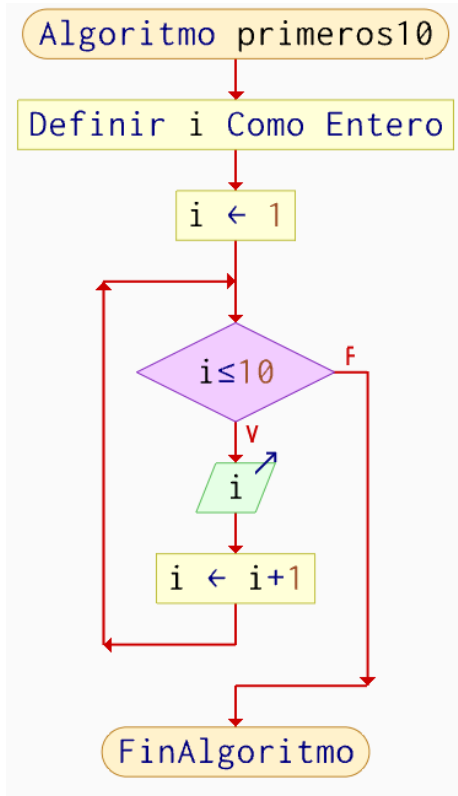 Algoritmo primeros10
Definir i Como Entero
i ← 1
i≤10
F
V
i
i ← i+1
FinAlgoritmo